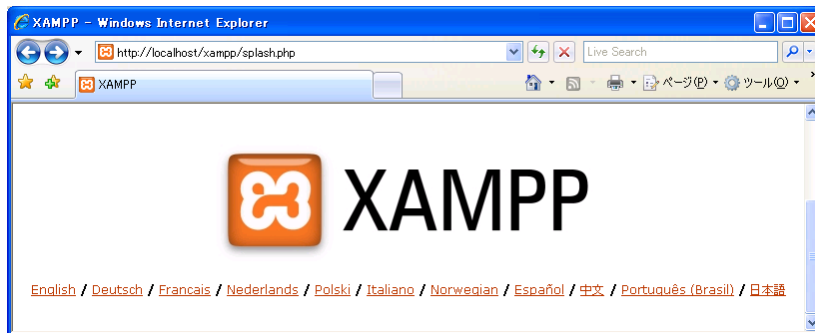 XAMPP - Windows Internet Explorer
http://localhost/xampp/splash.php Live Search
XAMPP ページ(P) ツール(O) »
XAMPP
English / Deutsch / Francais / Nederlands / Polski / Italiano / Norwegian / Español / 中文 / Português (Brasil) / 日本語